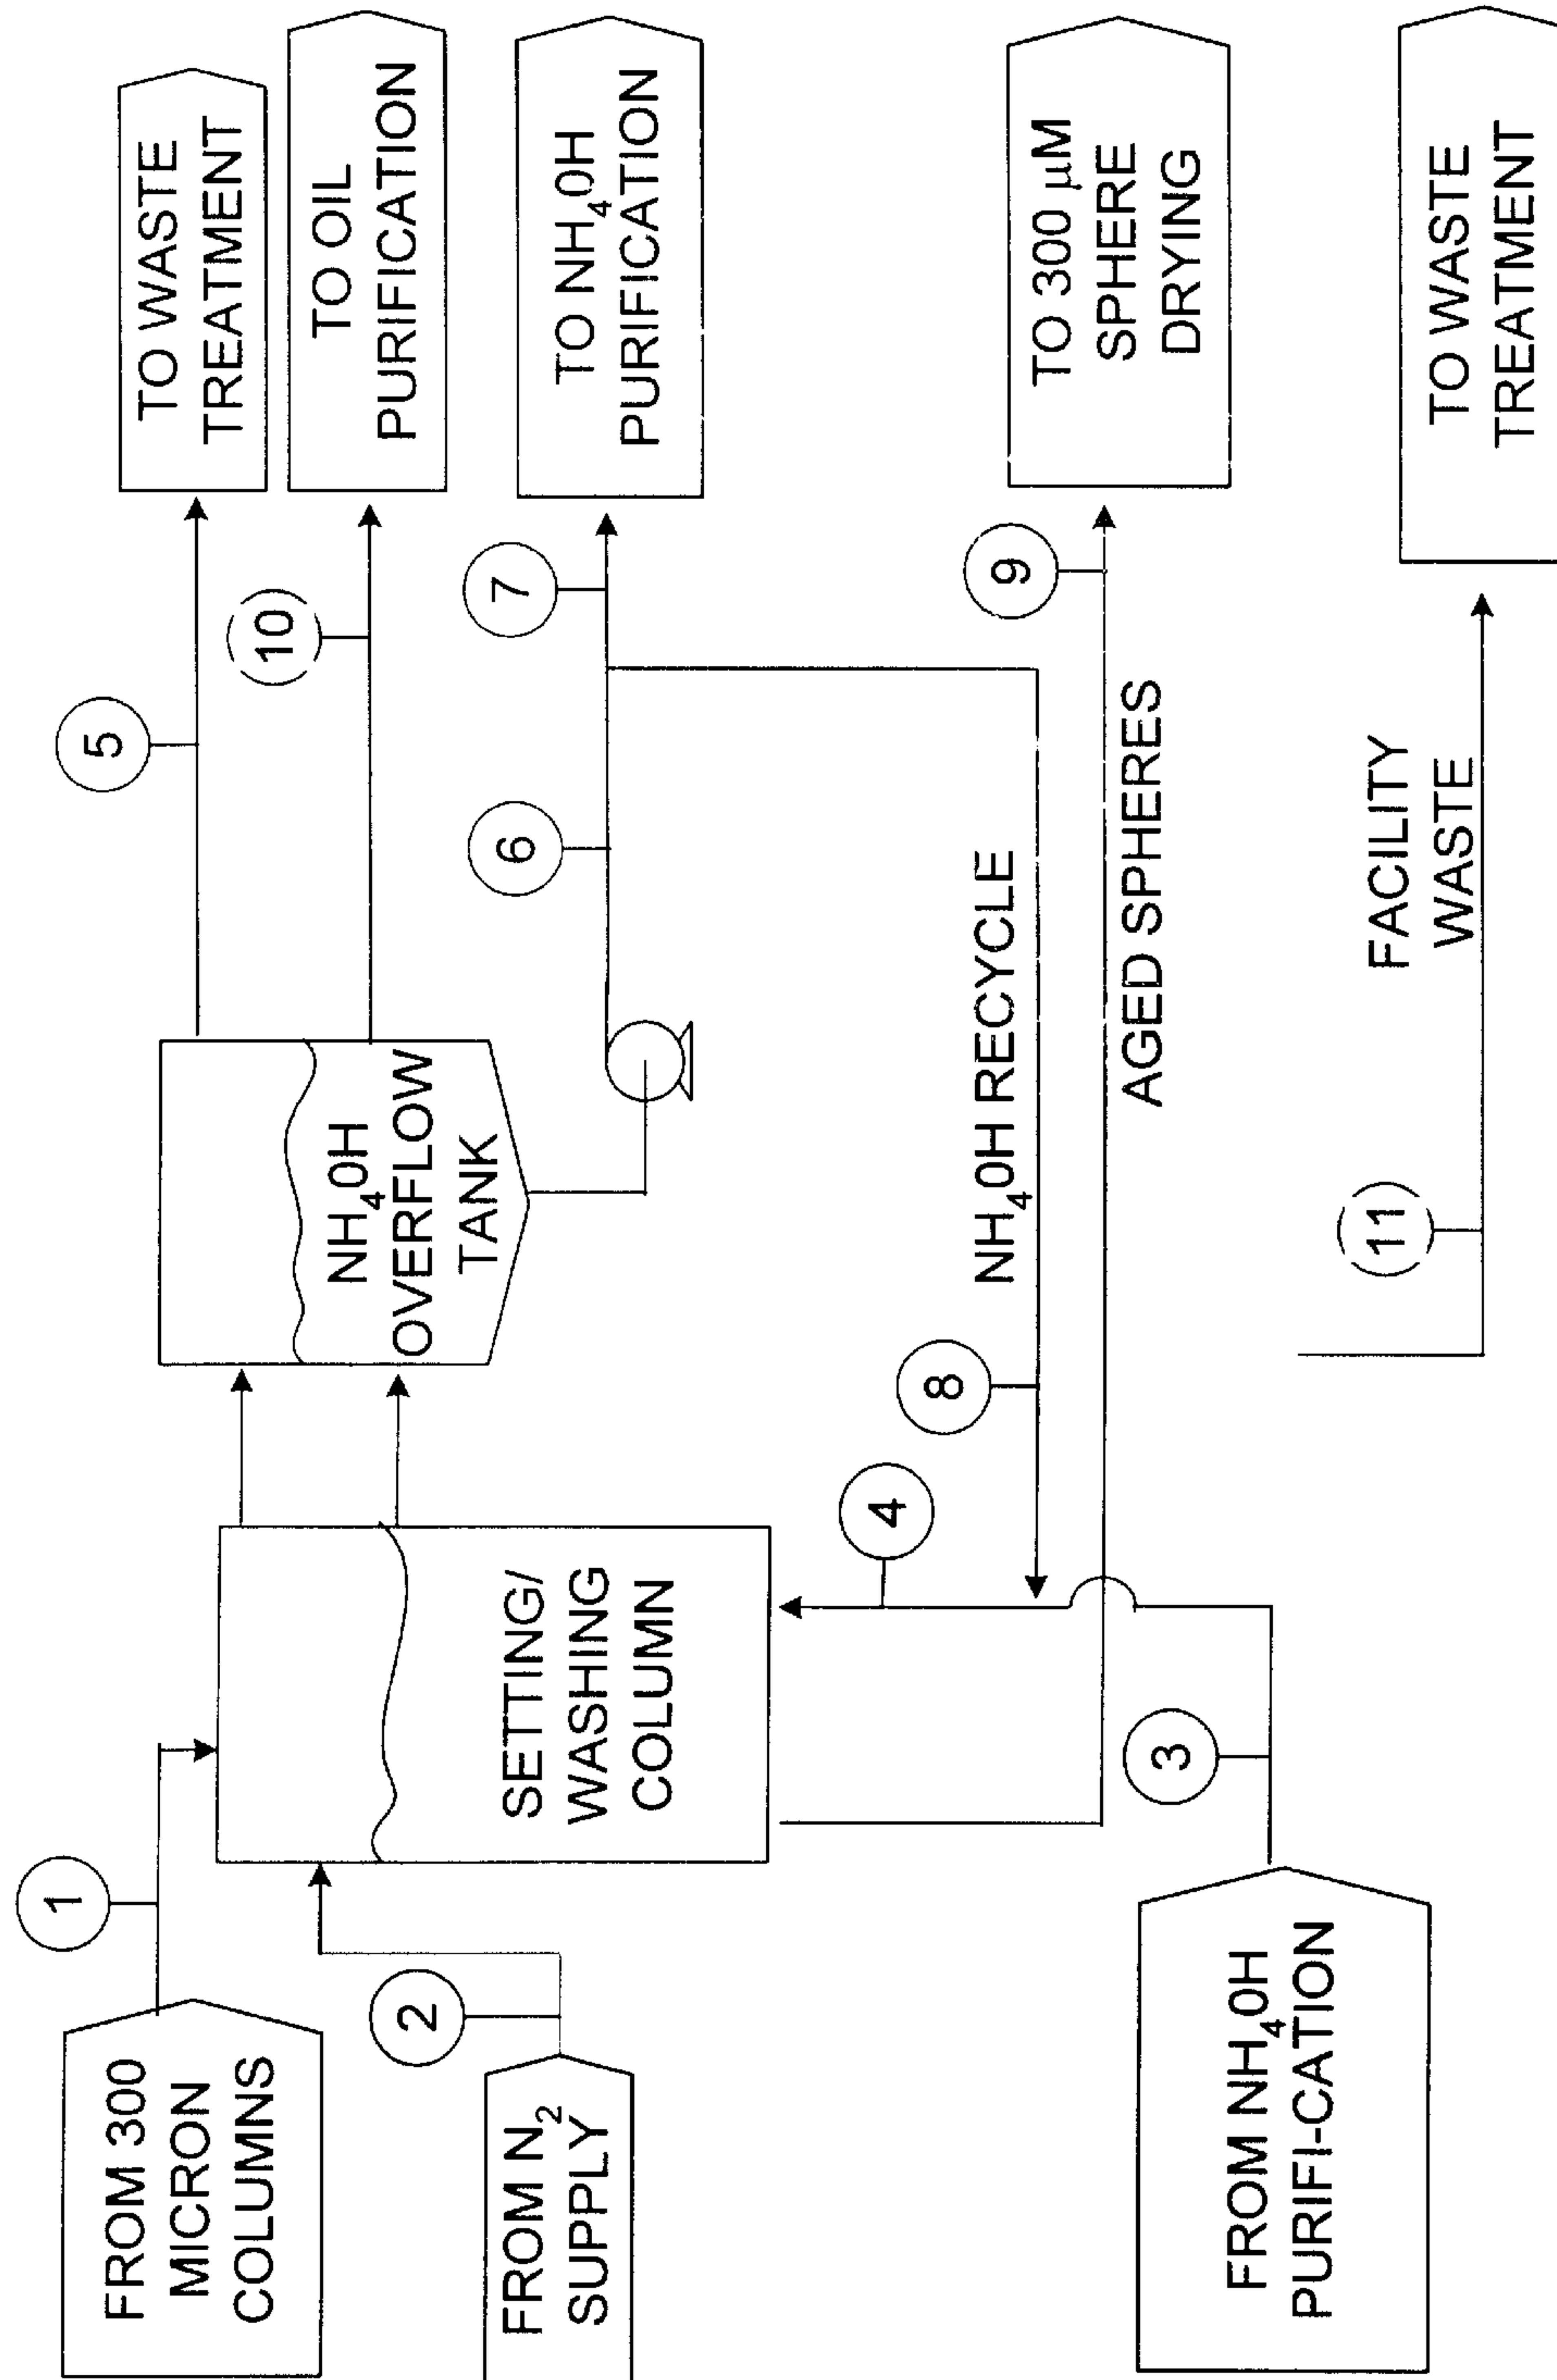 FROM 300
MICRON
COLUMNS
1
FROM N2
SUPPLY
2
FROM NH40H
PURIFI-CATION
3
SETTING/
WASHING
COLUMN
4
8
NH40H
OVERFLOW
TANK
5
TO WASTE
TREATMENT
10
TO OIL
PURIFICATION
6
7
TO NH40H
PURIFICATION
NH40H RECYCLE
AGED SPHERES
9
TO 300 μM
SPHERE
DRYING
11
FACILITY
WASTE
TO WASTE
TREATMENT